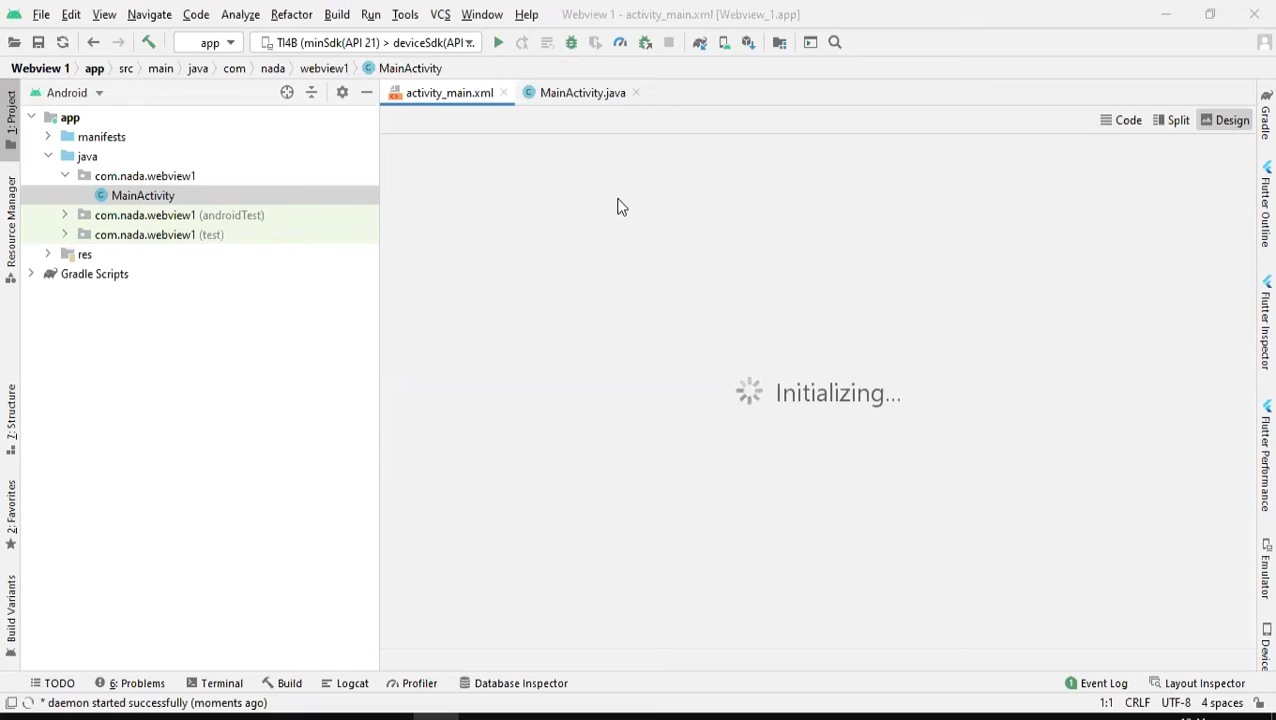 File Edit View Navigate Code Analyze Refactor Build Run Tools VCS Window Help Webview 1 - activity_main.xml [Webview_1.app]
app TI4B (minSdk(API 21) > deviceSdk(API
Webview 1 app src main java com nada webview1 MainActivity
Android activity_main.xml MainActivity.java
Code Split Design
app
manifests
java
com.nada.webview1
MainActivity
com.nada.webview1 (androidTest)
com.nada.webview1 (test)
res
Gradle Scripts
Initializing...
1: Project
Resource Manager
7: Structure
2: Favorites
Build Variants
Gradle
Flutter Outline
Flutter Inspector
Flutter Performance
Emulator
TODO 6: Problems Terminal Build Logcat Profiler Database Inspector Event Log Layout Inspector
* daemon started successfully (moments ago) 1:1 CRLF UTF-8 4 spaces